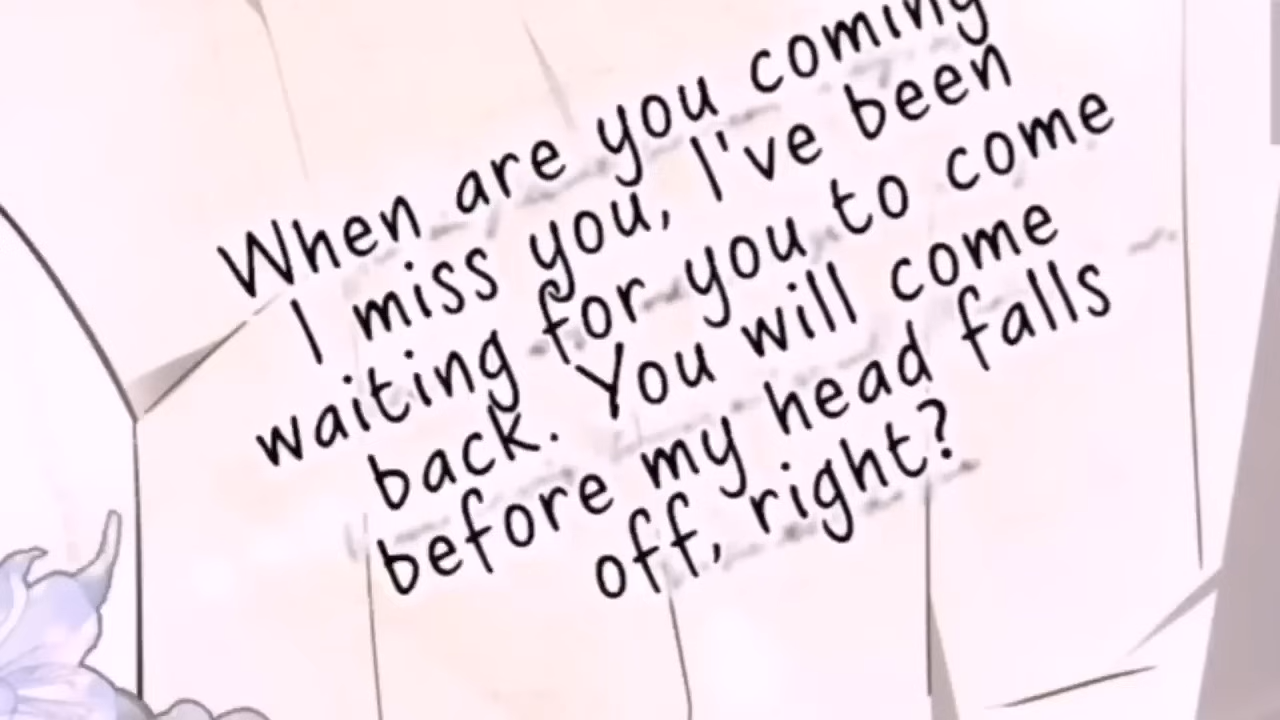 When are you coming
I miss you, I've been
waiting for you to come
back. You will come
before my head falls
off, right?